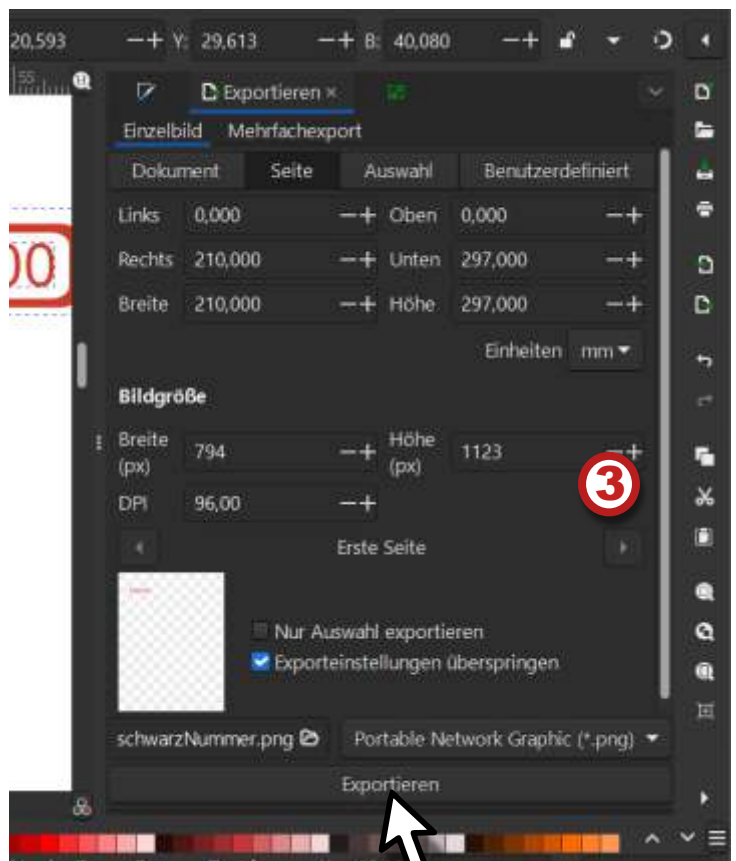 20,593 −+ Y: 29,613 −+ B: 40,080 −+
55
Exportieren ×
Einzelbild Mehrfachexport
Dokument Seite Auswahl Benutzerdefiniert
00
Links 0,000 −+ Oben 0,000 −+
Rechts 210,000 −+ Unten 297,000 −+
Breite 210,000 −+ Höhe 297,000 −+
Einheiten mm
Bildgröße
Breite (px) 794 −+ Höhe (px) 1123 −+
3
DPI 96,00 −+
Erste Seite
Nur Auswahl exportieren
Exporteinstellungen überspringen
schwarzNummer.png Portable Network Graphic (*.png)
Exportieren